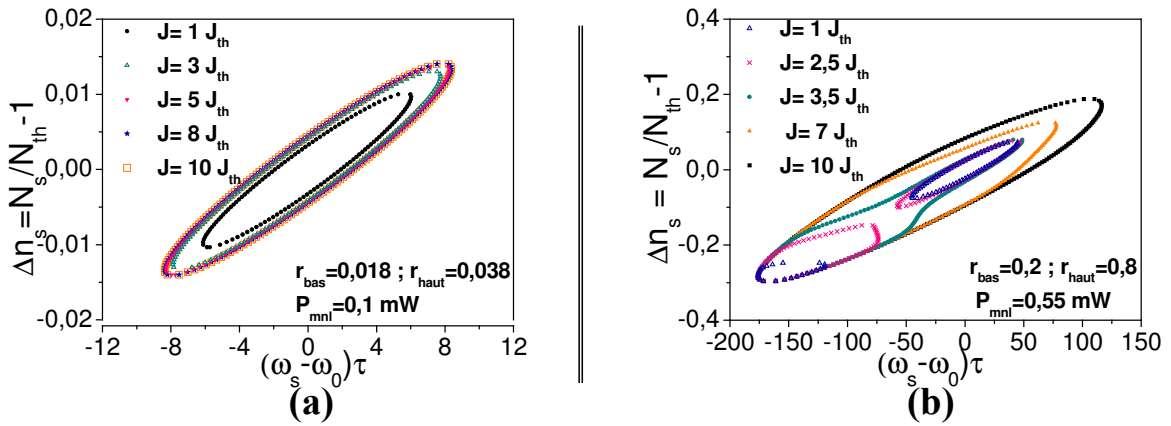 0,02
0,01
0,00
-0,01
-0,02
Δn_s=N_s/N_th-1
J= 1 J_th
J= 3 J_th
J= 5 J_th
J= 8 J_th
J= 10 J_th
r_bas=0,018 ; r_haut=0,038
P_mnl=0,1 mW
-12 -8 -4 0 4 8 12
(ω_s-ω_0)τ
(a)
0,4
0,2
0,0
-0,2
-0,4
Δn_s = N_s/N_th-1
J= 1 J_th
J= 2,5 J_th
J= 3,5 J_th
J= 7 J_th
J= 10 J_th
r_bas=0,2 ; r_haut=0,8
P_mnl=0,55 mW
-200 -150 -100 -50 0 50 100 150
(ω_s-ω_0)τ
(b)